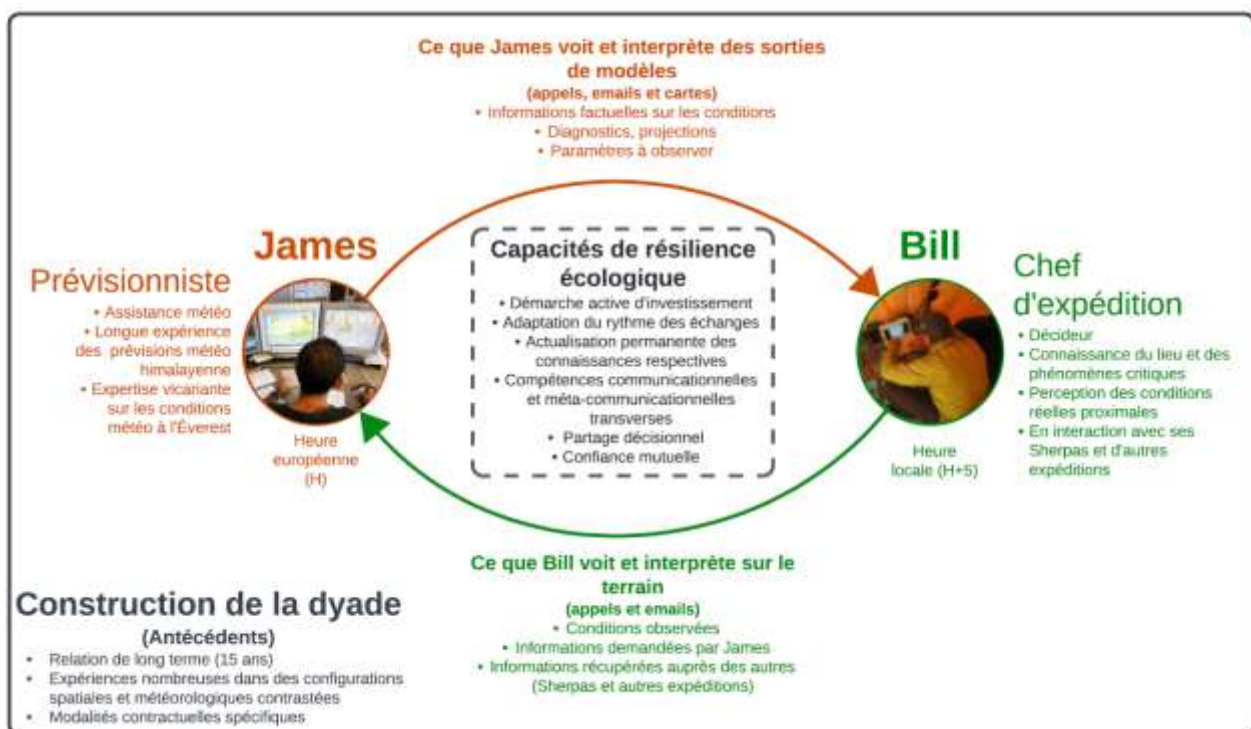 Ce que James voit et interprète des sorties
de modèles
(appels, emails et cartes)
• Informations factuelles sur les conditions
• Diagnostics, projections
• Paramètres à observer
James
Prévisionniste
• Assistance météo
• Longue expérience
des prévisions météo
himalayenne
• Expertise vicariante
sur les conditions
météo à l'Éverest
Heure
européenne
(H)
Capacités de résilience
écologique
• Démarche active d'investissement
• Adaptation du rythme des échanges
• Actualisation permanente des
connaissances respectives
• Compétences communicationnelles
et méta-communicationnelles
transverses
• Partage décisionnel
• Confiance mutuelle
Bill
Chef
d'expédition
• Décideur
• Connaissance du lieu et des
phénomènes critiques
• Perception des conditions
réelles proximales
• En interaction avec ses
Sherpas et d'autres
expéditions
Heure
locale (H+5)
Ce que Bill voit et interprète sur le
terrain
(appels et emails)
• Conditions observées
• Informations demandées par James
• Informations récupérées auprès des autres
(Sherpas et autres expéditions)
Construction de la dyade
(Antécédents)
• Relation de long terme (15 ans)
• Expériences nombreuses dans des configurations
spatiales et météorologiques contrastées
• Modalités contractuelles spécifiques